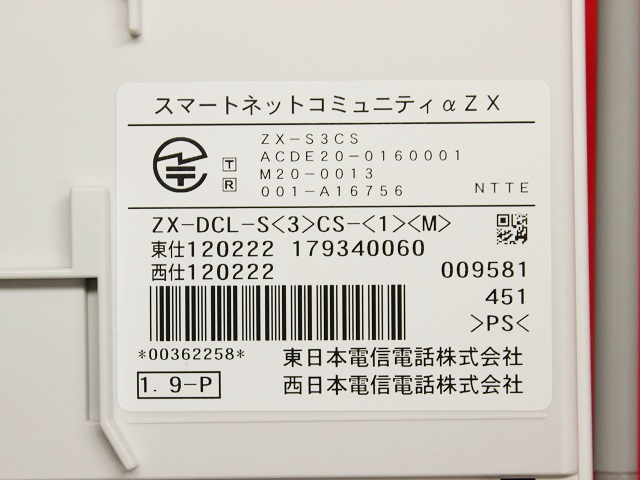 スマートネットコミュニティαZX
ZX-S3CS
T ACDE20-0160001
M20-0013
R 001-A16756 NTTE
ZX-DCL-S<3>CS-<1><M>
東仕120222 179340060
西仕120222 009581
451
>PS<
*00362258* 東日本電信電話株式会社
1.9-P 西日本電信電話株式会社